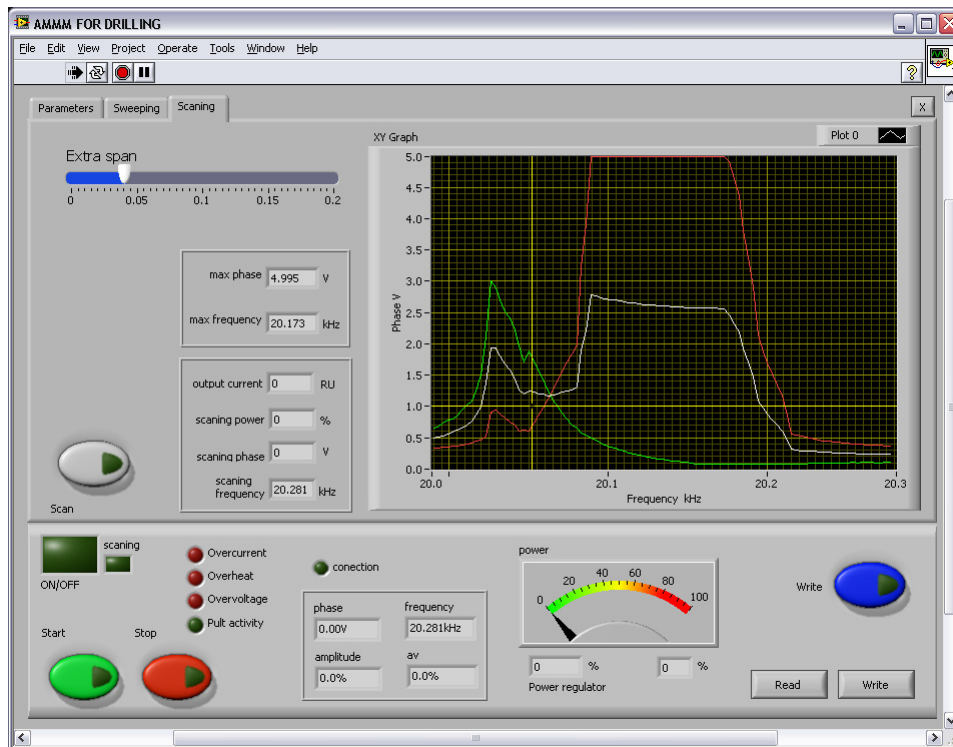 AMMM FOR DRILLING
File Edit View Project Operate Tools Window Help
?
Parameters Sweeping Scaning
X
Extra span
0 0.05 0.1 0.15 0.2
max phase 4.995 V
max frequency 20.173 kHz
output current 0 RU
scaning power 0 %
scaning phase 0 V
scaning
frequency 20.281 kHz
Scan
XY Graph
Plot 0
5.0
4.5
4.0
3.5
3.0
2.5
2.0
1.5
1.0
0.5
0.0
Phase V
20.0 20.1 20.2 20.3
Frequency kHz
scaning
ON/OFF
Overcurrent
Overheat
Overvoltage
Pult activity
Start Stop
conection
phase frequency
0.00V 20.281kHz
amplitude av
0.0% 0.0%
power
0 20 40 60 80 100
0 % 0 %
Power regulator
Write
Read Write